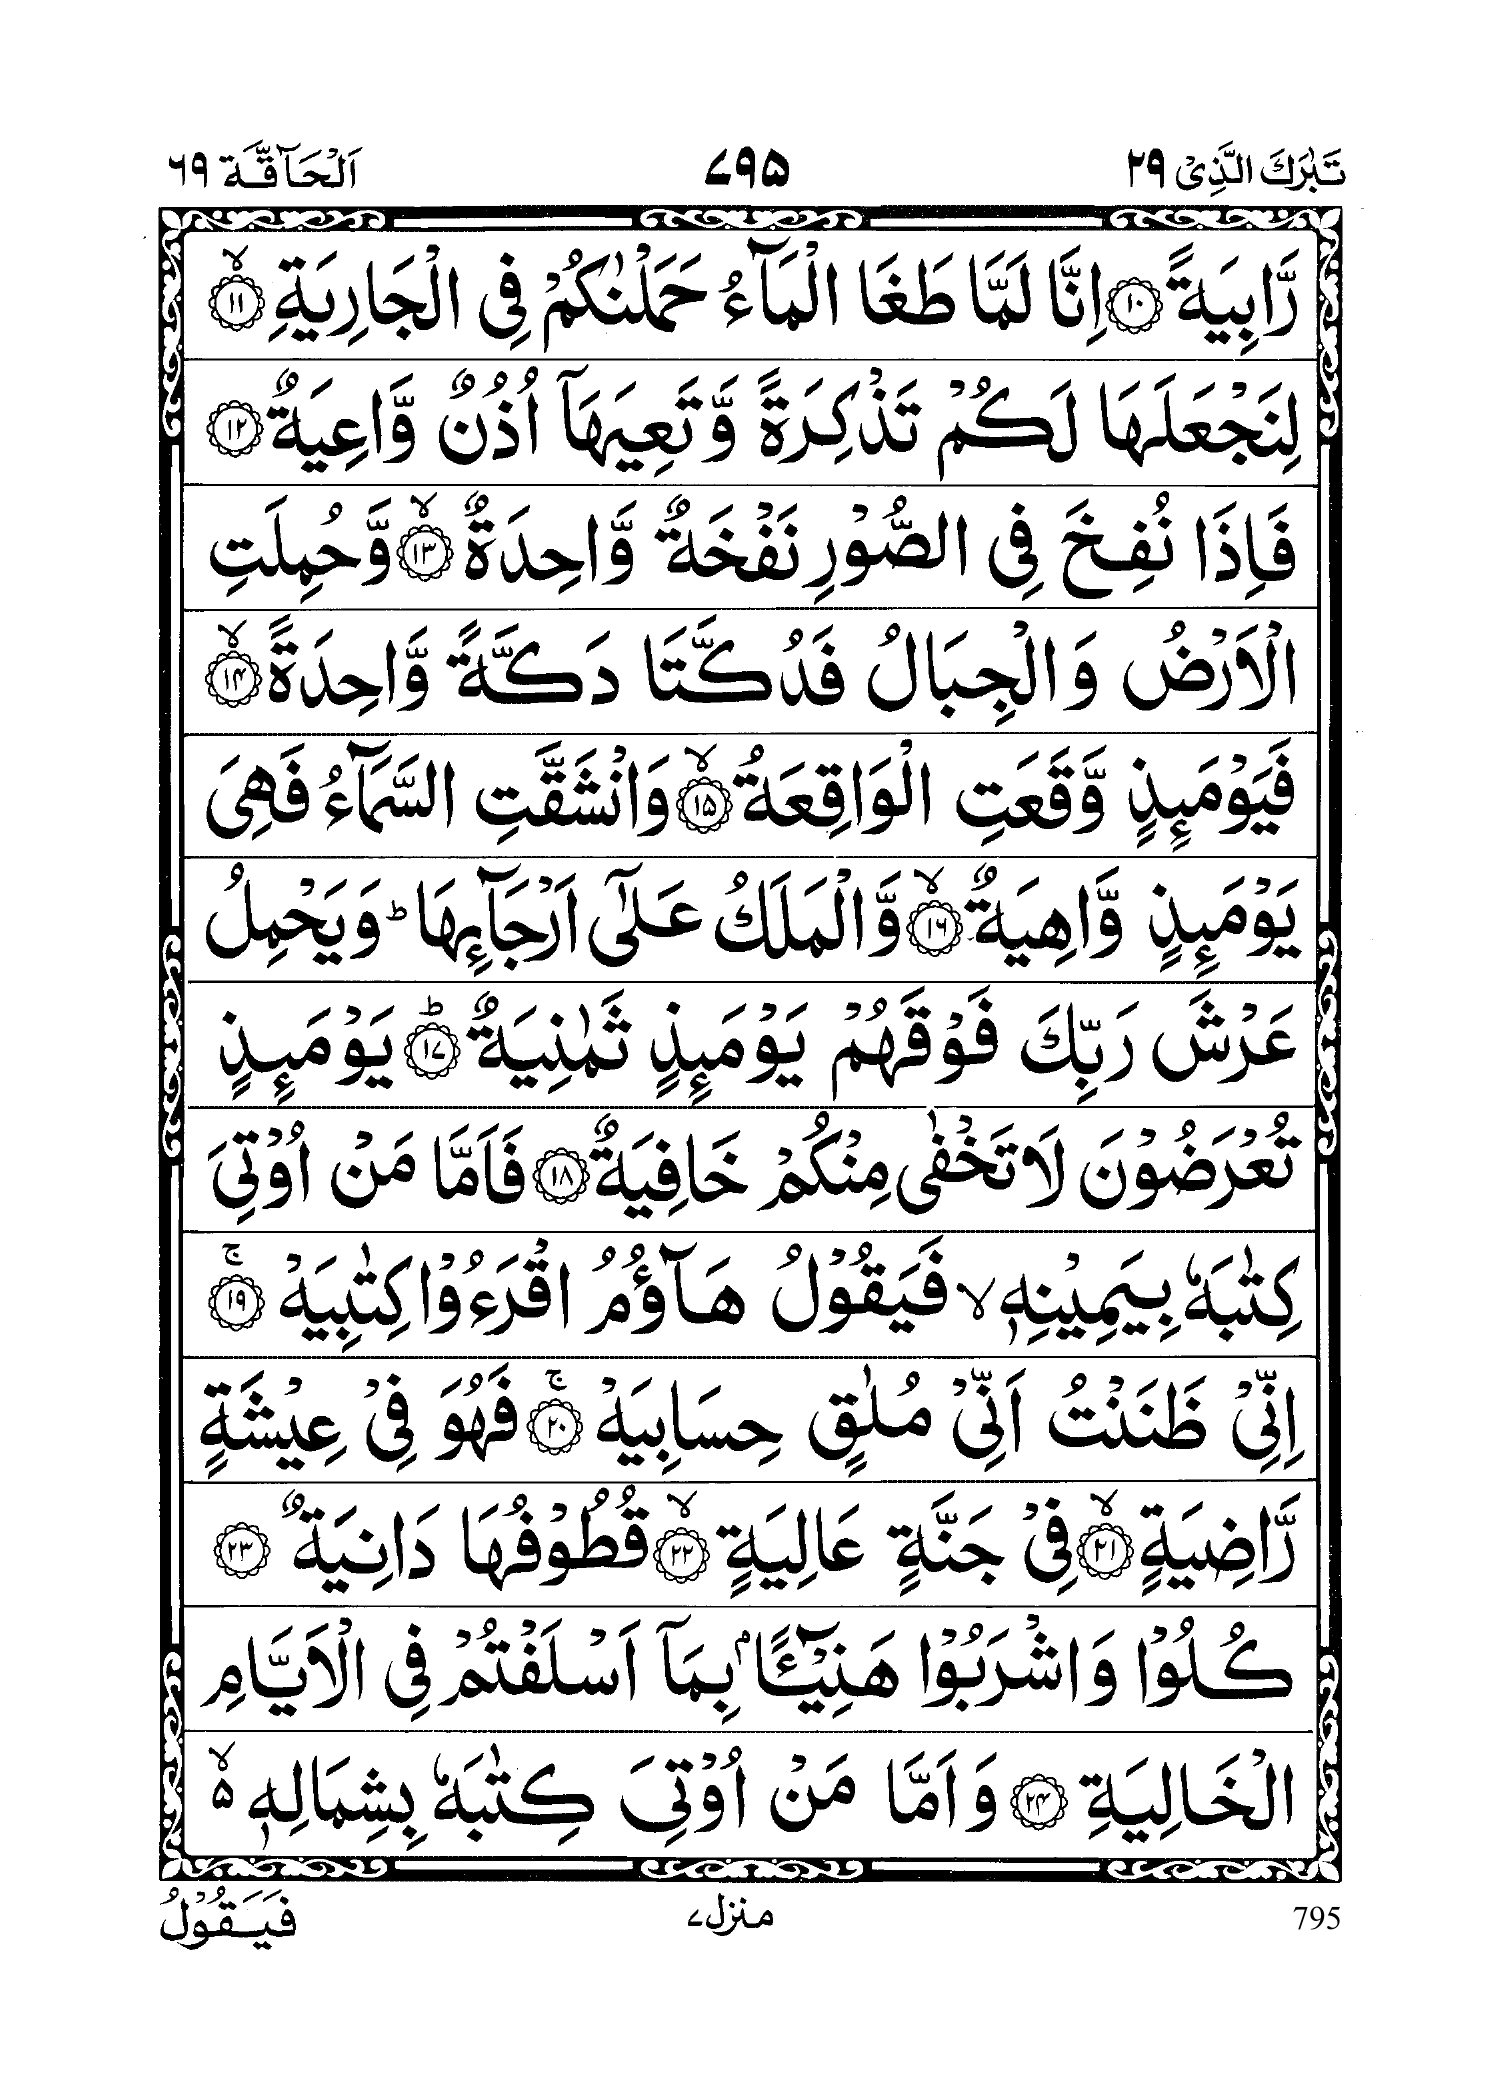 تَبٰرَكَ الَّذِیْ ۲۹ ۷۹۵ اَلْحَآقَّة ۶۹
رَّابِیَةً ﴿۱۰﴾ اِنَّا لَمَّا طَغَا الْمَآءُ حَمَلْنٰكُمْ فِی الْجَارِیَةِ ﴿۱۱﴾ۙ
لِنَجْعَلَهَا لَكُمْ تَذْكِرَةً وَّ تَعِیَهَآ اُذُنٌ وَّاعِیَةٌ ﴿۱۲﴾
فَاِذَا نُفِخَ فِی الصُّوْرِ نَفْخَةٌ وَّاحِدَةٌ ﴿۱۳﴾ۙ وَّحُمِلَتِ
الْاَرْضُ وَالْجِبَالُ فَدُكَّتَا دَكَّةً وَّاحِدَةً ﴿۱۴﴾ۙ
فَیَوْمَىِٕذٍ وَّقَعَتِ الْوَاقِعَةُ ﴿۱۵﴾ۙ وَانْشَقَّتِ السَّمَآءُ فَهِیَ
یَوْمَىِٕذٍ وَّاهِیَةٌ ﴿۱۶﴾ۙ وَّالْمَلَكُ عَلٰۤی اَرْجَآىِٕهَا ؕ وَیَحْمِلُ
عَرْشَ رَبِّكَ فَوْقَهُمْ یَوْمَىِٕذٍ ثَمٰنِیَةٌ ﴿۱۷﴾ؕ یَوْمَىِٕذٍ
تُعْرَضُوْنَ لَا تَخْفٰی مِنْكُمْ خَافِیَةٌ ﴿۱۸﴾ فَاَمَّا مَنْ اُوْتِیَ
كِتٰبَهٗ بِیَمِیْنِهٖ ۙ فَیَقُوْلُ هَآؤُمُ اقْرَءُوْا كِتٰبِیَهْ ﴿۱۹﴾ۚ
اِنِّیْ ظَنَنْتُ اَنِّیْ مُلٰقٍ حِسَابِیَهْ ﴿۲۰﴾ۚ فَهُوَ فِیْ عِیْشَةٍ
رَّاضِیَةٍ ﴿۲۱﴾ۙ فِیْ جَنَّةٍ عَالِیَةٍ ﴿۲۲﴾ۙ قُطُوْفُهَا دَانِیَةٌ ﴿۲۳﴾
كُلُوْا وَاشْرَبُوْا هَنِیْٓـًٔۢا بِمَآ اَسْلَفْتُمْ فِی الْاَیَّامِ
الْخَالِیَةِ ﴿۲۴﴾ وَاَمَّا مَنْ اُوْتِیَ كِتٰبَهٗ بِشِمَالِهٖ ۵ۙ
فَیَقُوْلُ منزل۷ 795